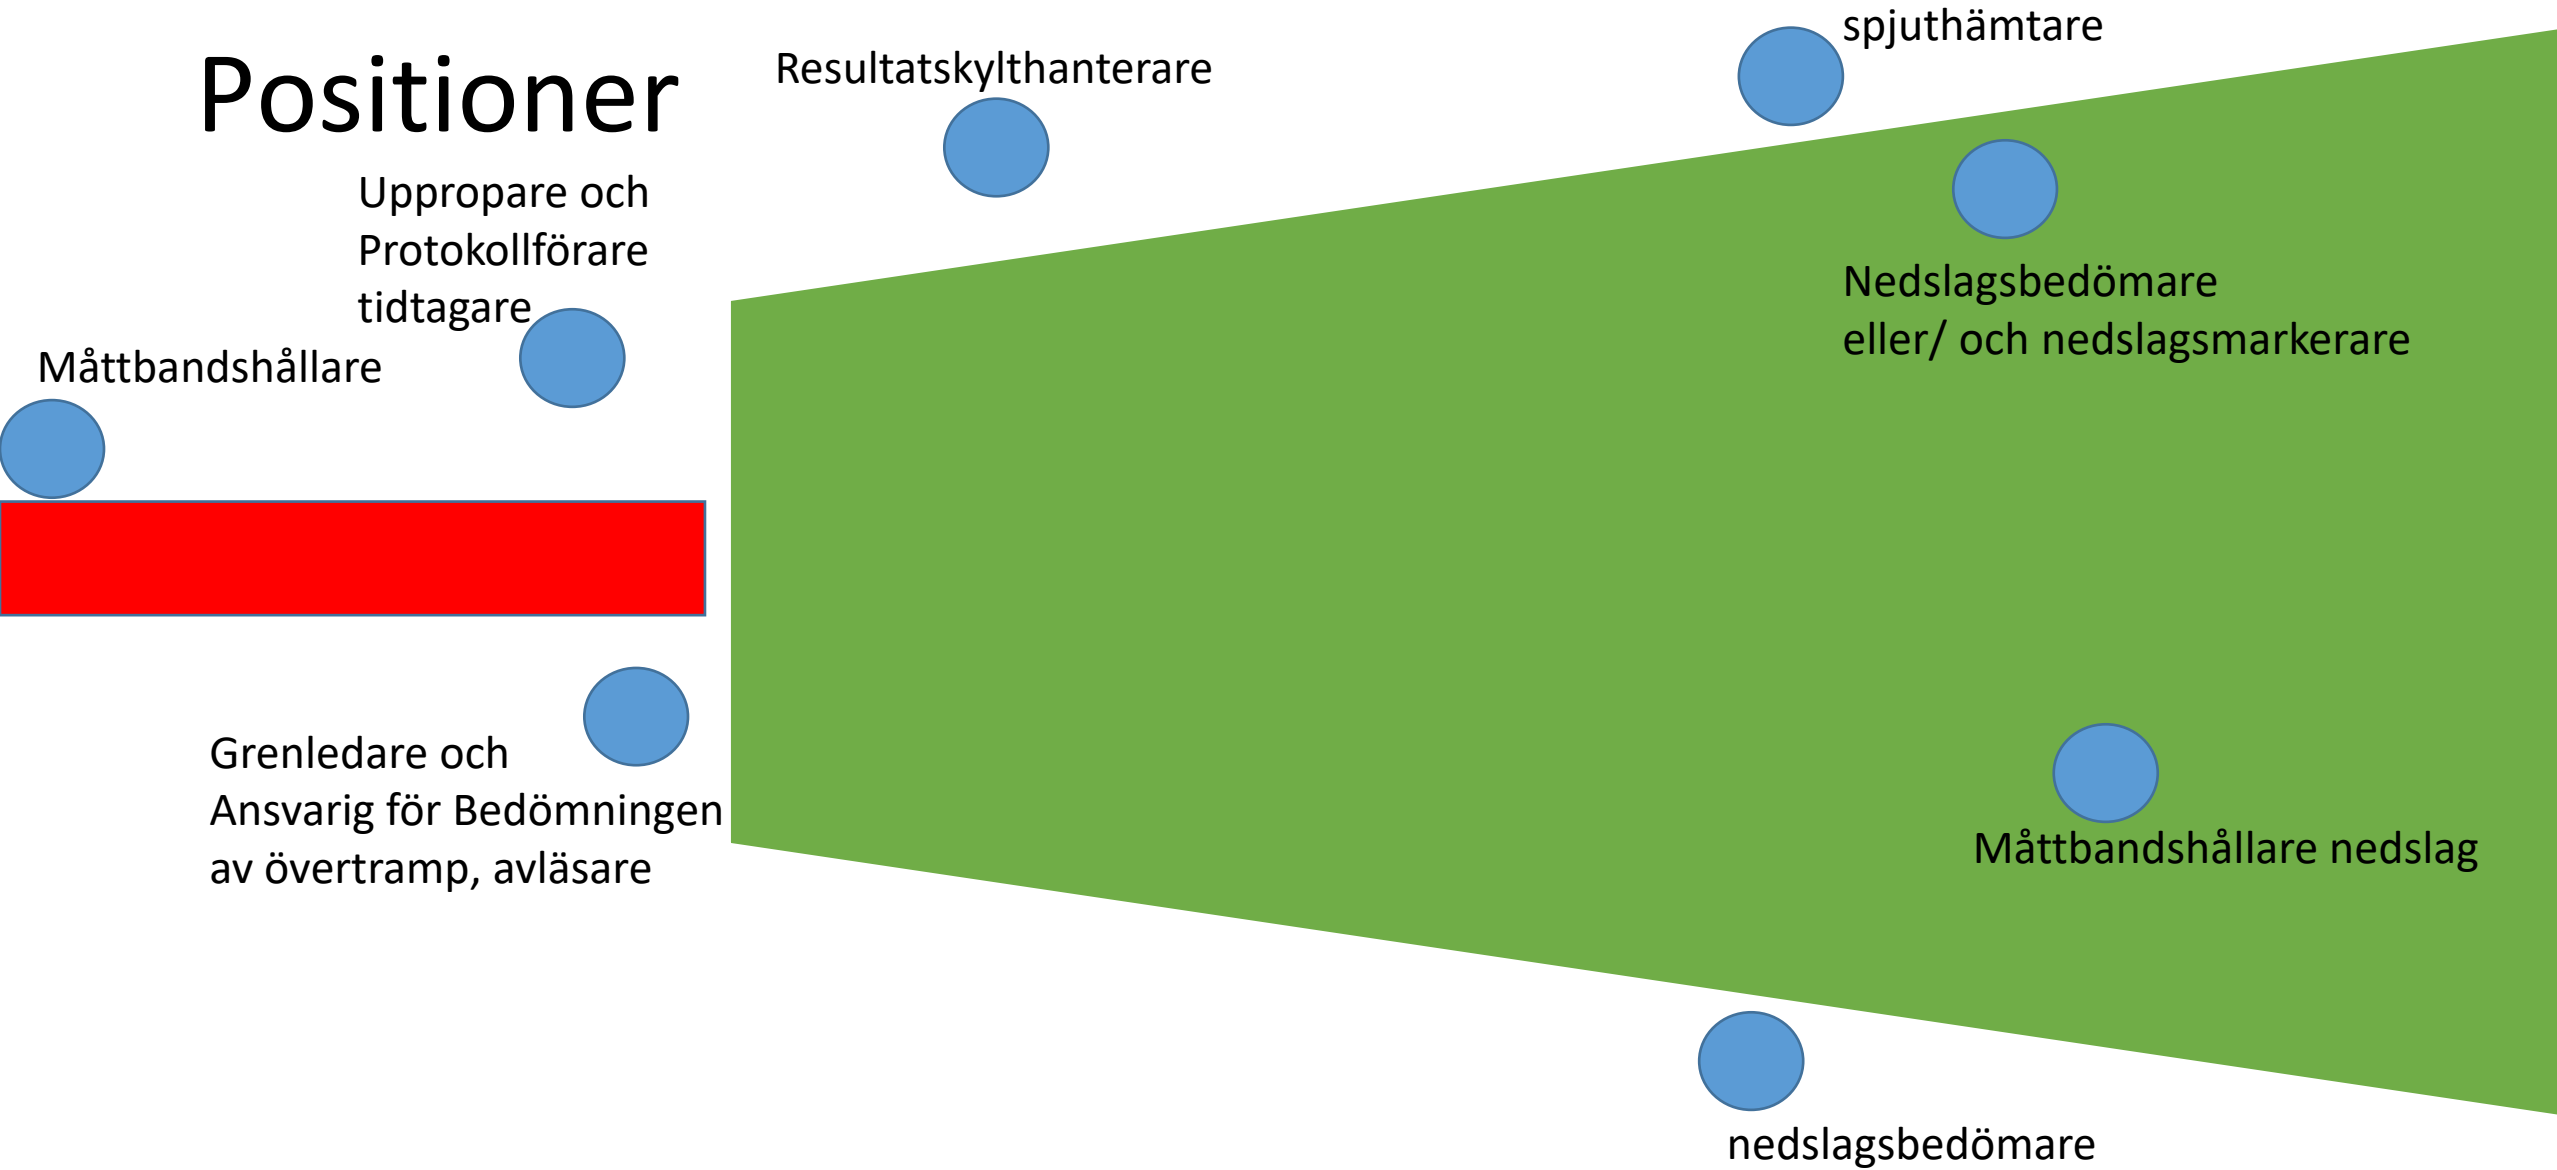 Positioner
Resultatskylthanterare
spjuthämtare
Uppropare och
Protokollförare
tidtagare
Måttbandshållare
Nedslagsbedömare
eller/ och nedslagsmarkerare
Grenledare och
Ansvarig för Bedömningen
av övertramp, avläsare
Måttbandshållare nedslag
nedslagsbedömare